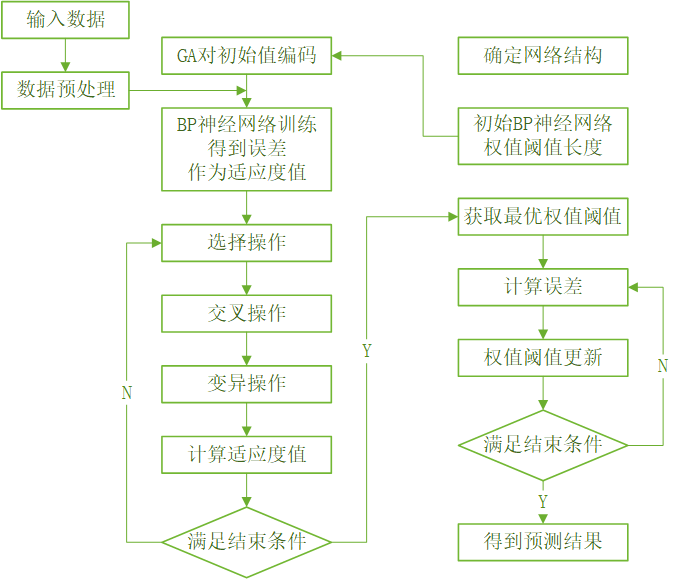 输入数据
数据预处理
GA对初始值编码
BP神经网络训练
得到误差
作为适应度值
选择操作
交叉操作
变异操作
计算适应度值
满足结束条件
N
Y
确定网络结构
初始BP神经网络
权值阈值长度
获取最优权值阈值
计算误差
权值阈值更新
满足结束条件
N
Y
得到预测结果